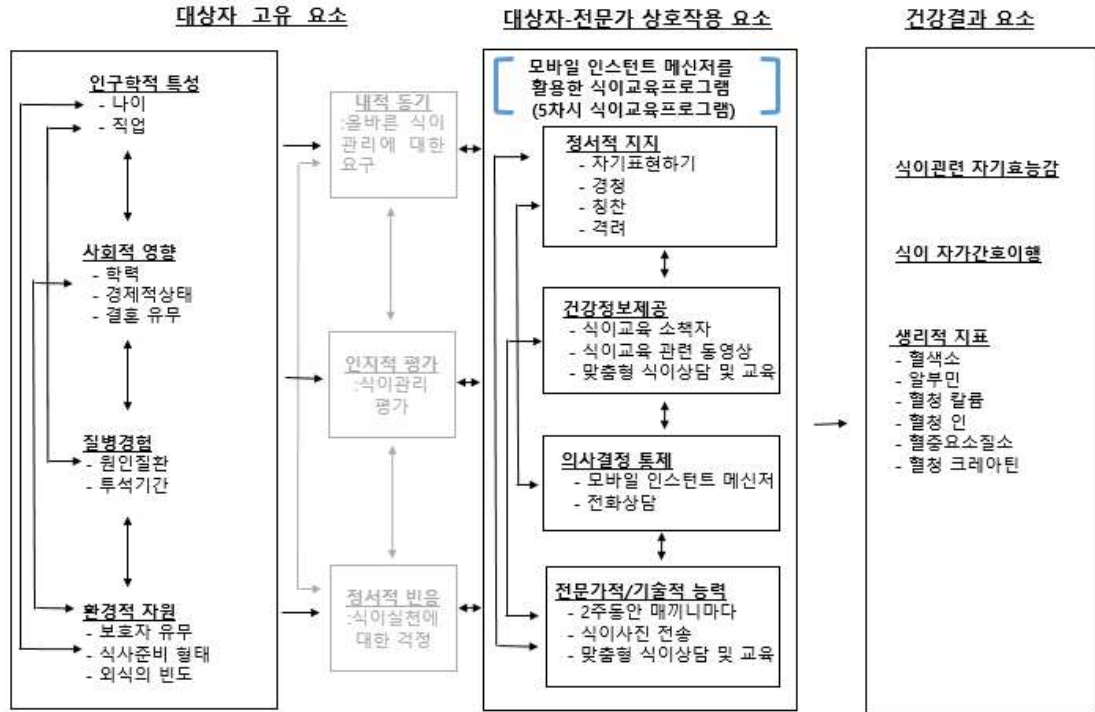 대상자 고유 요소
인구학적 특성
- 나이
- 직업
사회적 영향
- 학력
- 경제적상태
- 결혼 유무
질병경험
- 원인질환
- 투석기간
환경적 자원
- 보호자 유무
- 식사준비 형태
- 외식의 빈도
내적 동기
:올바른 식이
관리에 대한
요구
인지적 평가
:식이관리
평가
정서적 반응
:식이실천에
대한 걱정
대상자-전문가 상호작용 요소
모바일 인스턴트 메신저를
활용한 식이교육프로그램
(5차시 식이교육프로그램)
정서적 지지
- 자기표현하기
- 경청
- 칭찬
- 격려
건강정보제공
- 식이교육 소책자
- 식이교육 관련 동영상
- 맞춤형 식이상담 및 교육
의사결정 통제
- 모바일 인스턴트 메신저
- 전화상담
전문가적/기술적 능력
- 2주동안 매끼니마다
- 식이사진 전송
- 맞춤형 식이상담 및 교육
건강결과 요소
식이관련 자기효능감
식이 자가간호이행
생리적 지표
- 혈색소
- 알부민
- 혈청 칼륨
- 혈청 인
- 혈중요소질소
- 혈청 크레아틴